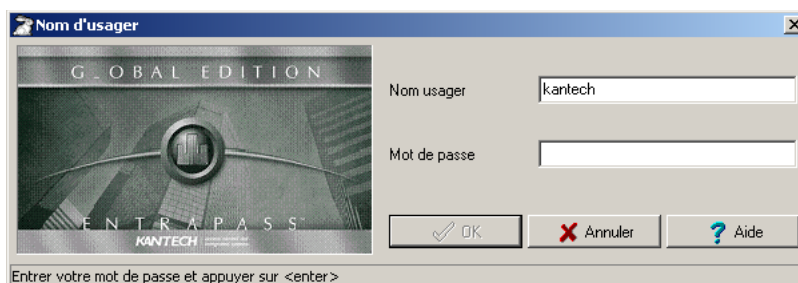 Nom d'usager
G_OBAL EDITION
Nom usager
kantech
Mot de passe
ENTRAPASS
KANTECH
OK
Annuler
Aide
Entrer votre mot de passe et appuyer sur <enter>